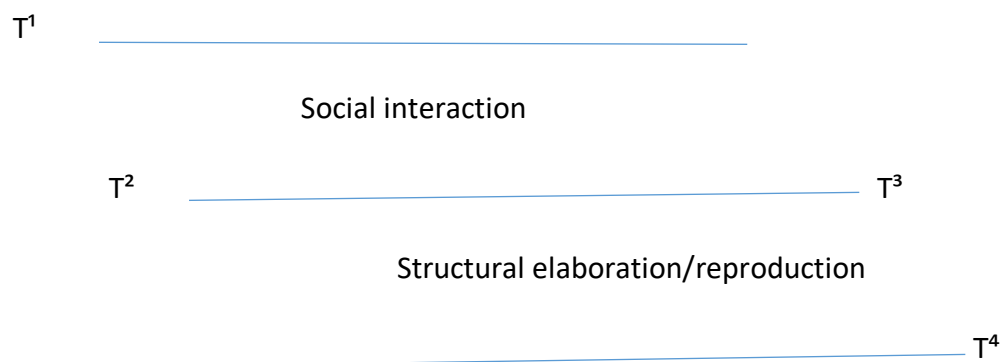 T¹
Social interaction
T² T³
Structural elaboration/reproduction
T⁴